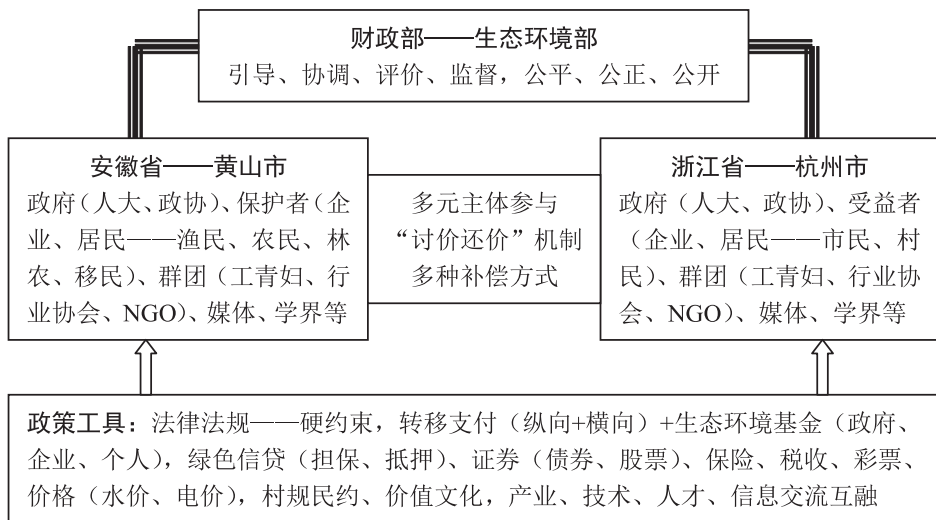 财政部——生态环境部
引导、协调、评价、监督，公平、公正、公开
安徽省——黄山市
政府（人大、政协）、保护者（企
业、居民——渔民、农民、林
农、移民）、群团（工青妇、行
业协会、NGO）、媒体、学界等
多元主体参与
“讨价还价”机制
多种补偿方式
浙江省——杭州市
政府（人大、政协）、受益者
（企业、居民——市民、村
民）、群团（工青妇、行业协
会、NGO）、媒体、学界等
政策工具：法律法规——硬约束，转移支付（纵向+横向）+生态环境基金（政府、
企业、个人），绿色信贷（担保、抵押）、证券（债券、股票）、保险、税收、彩票、
价格（水价、电价），村规民约、价值文化，产业、技术、人才、信息交流互融